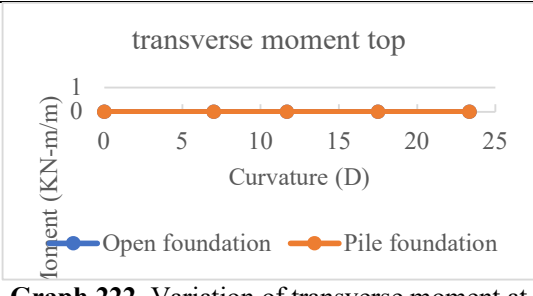 transverse moment top
1
0
0 5 10 15 20 25
Moment (KN-m/m)
Curvature (D)
Open foundation Pile foundation
Graph 222. Variation of transverse moment at